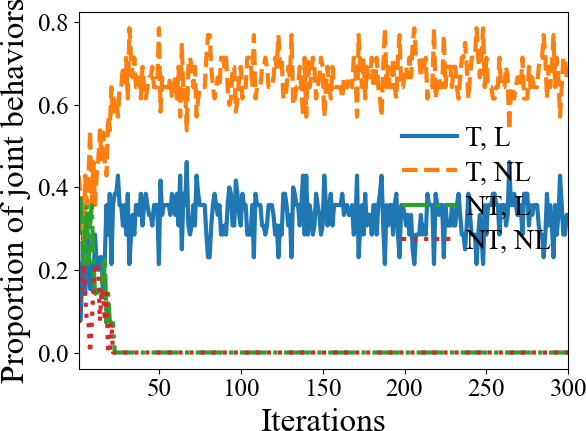 Proportion of joint behaviors
0.8
0.6
0.4
0.2
0.0
T, L
T, NL
NT, L
NT, NL
50
100
150
200
250
300
Iterations